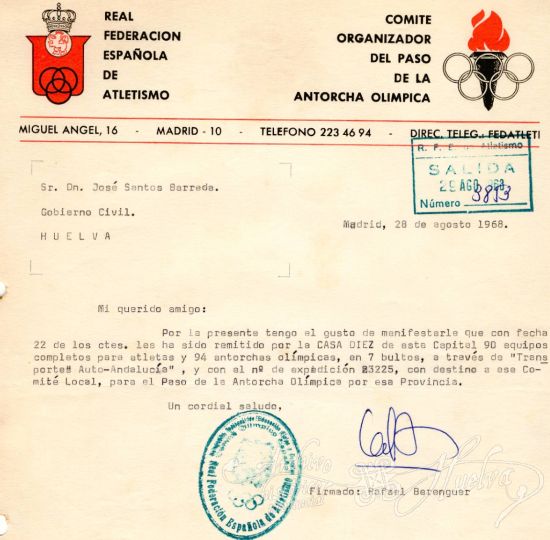 REAL
FEDERACION
ESPAÑOLA
DE
ATLETISMO
COMITE
ORGANIZADOR
DEL PASO
DE LA
ANTORCHA OLIMPICA
MIGUEL ANGEL, 16 - MADRID - 10 - TELEFONO 223 46 94 - DIREC. TELEG.: FEDATLETI
R. F. E. Atletismo
SALIDA
29 AGO. 968
Número 3893
Sr. Dn. José Santos Barreda.
Gobierno Civil.
HUELVA
Madrid, 28 de agosto 1968.
Mi querido amigo:
Por la presente tengo el gusto de manifestarle que con fecha
22 de los ctes. les ha sido remitido por la CASA DIEZ de esta Capital 90 equipos
completos para atletas y 94 antorchas olímpicas, en 7 bultos, a través de "Trans
porte# Auto-Andalucía" , y con el nº de expedición 23225, con destino a ese Co-
mité Local, para el Paso de la Antorcha Olímpica por esa Provincia.
Un cordial saludo,
Real Federación Española de Atletismo
Firmado: Rafael Berenguer
Huelva